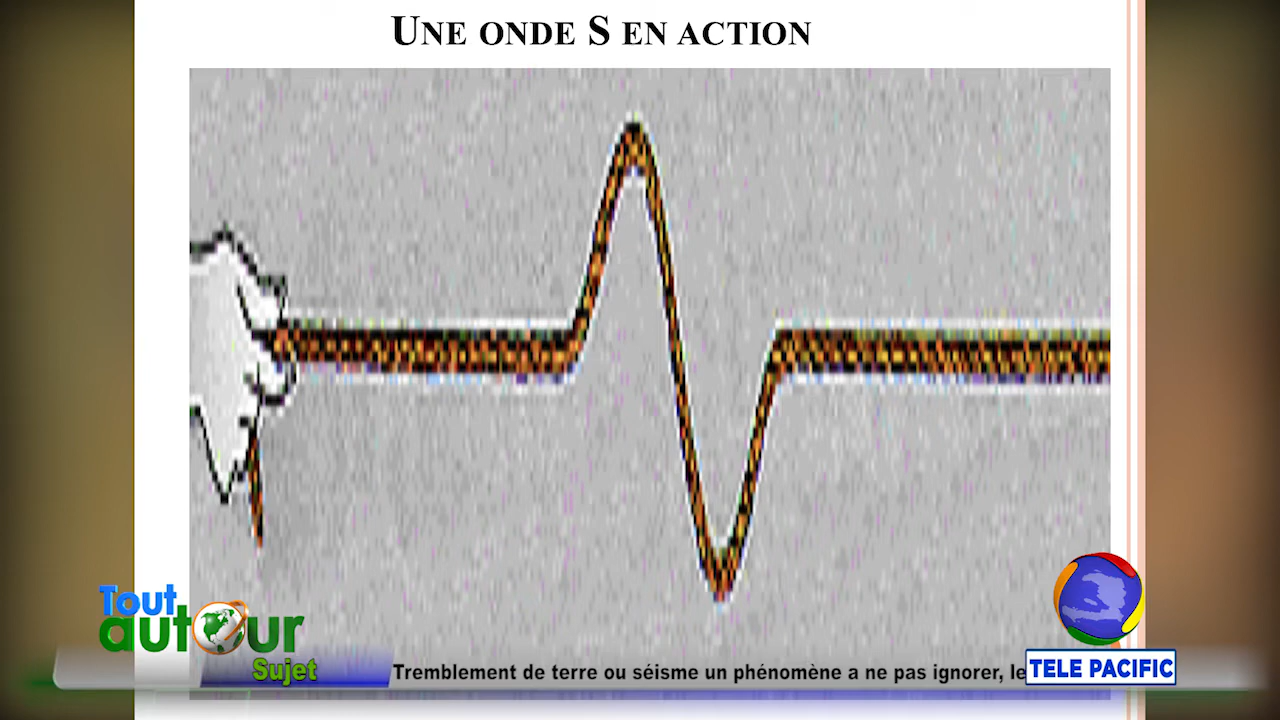 UNE ONDE S EN ACTION
Tout
autour
Sujet
Tremblement de terre ou séisme un phénomène a ne pas ignorer, le
TELE PACIFIC